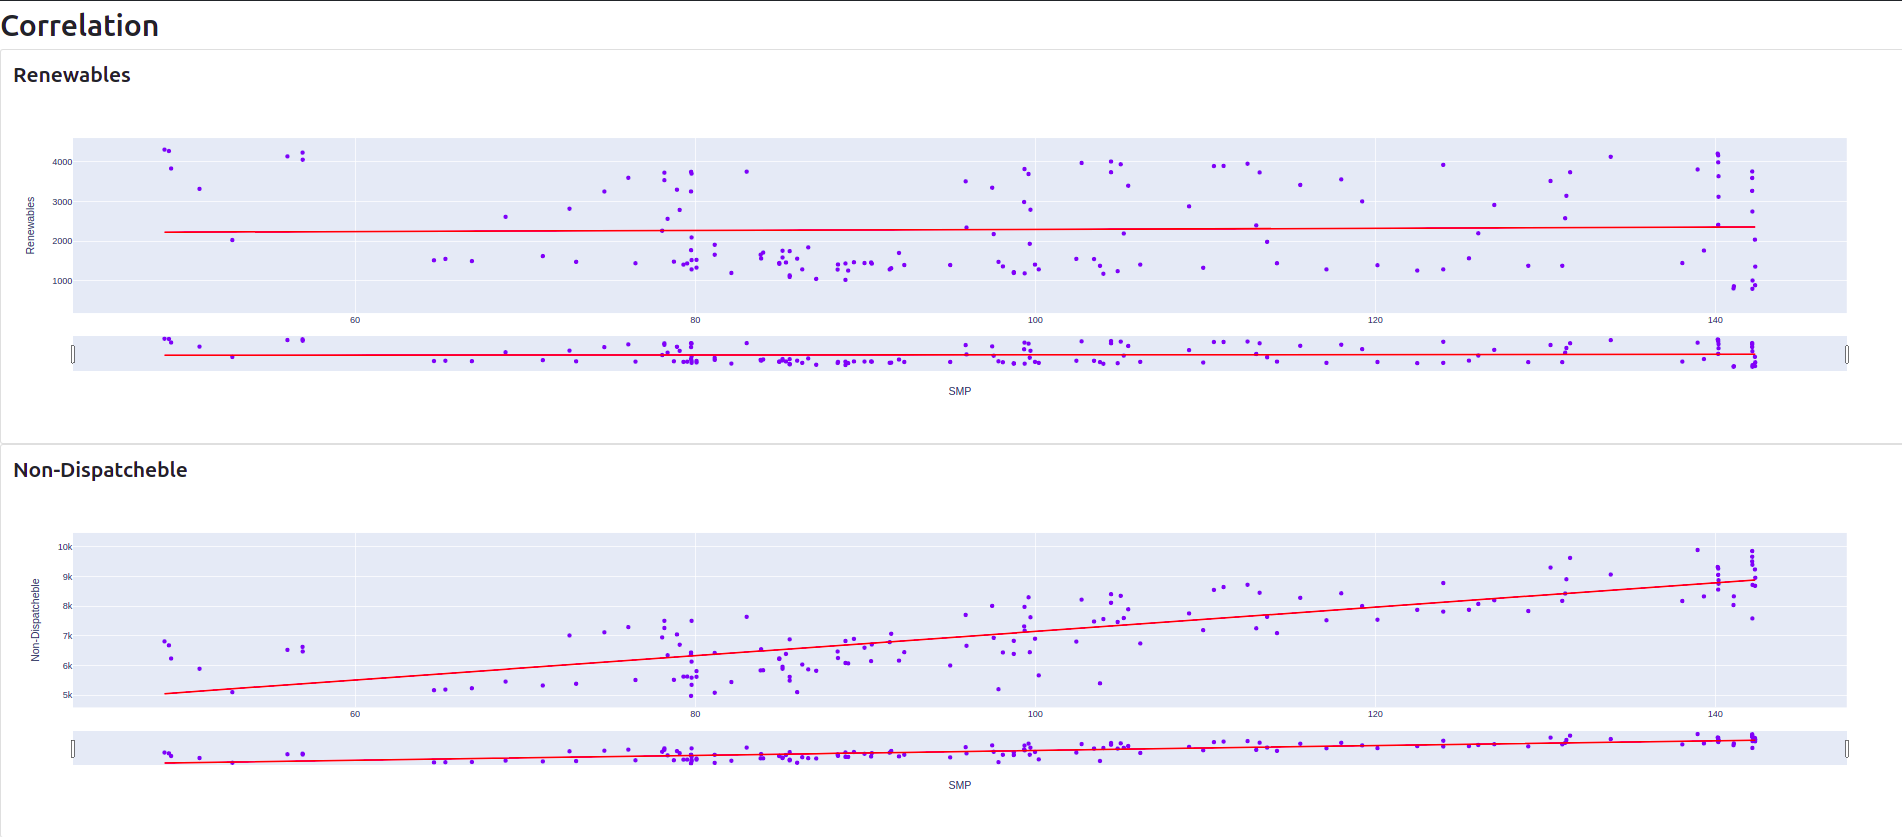 Correlation
Renewables
Renewables
4000
3000
2000
1000
60 80 100 120 140
SMP
Non-Dispatcheble
Non-Dispatcheble
10k
9k
8k
7k
6k
5k
60 80 100 120 140
SMP